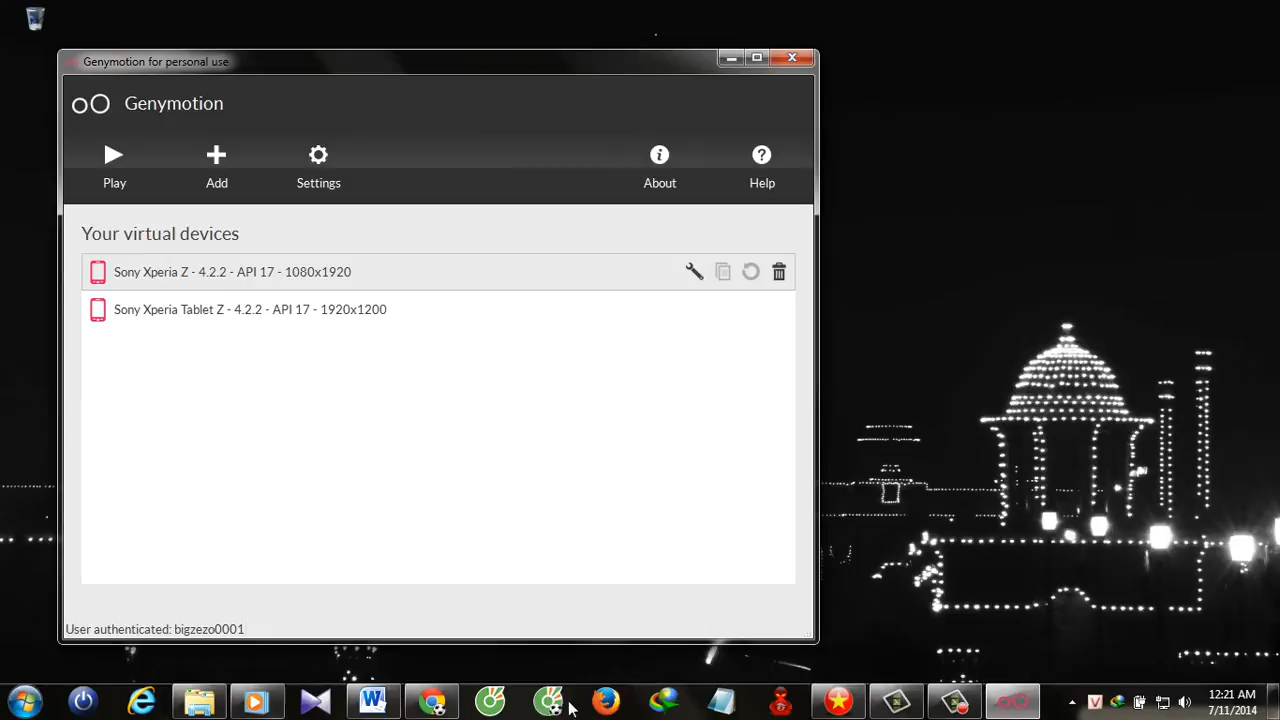 Genymotion for personal use
Genymotion
Play
Add
Settings
About
Help
Your virtual devices
Sony Xperia Z - 4.2.2 - API 17 - 1080x1920
Sony Xperia Tablet Z - 4.2.2 - API 17 - 1920x1200
User authenticated: bigzezo0001
12:21 AM
7/11/2014